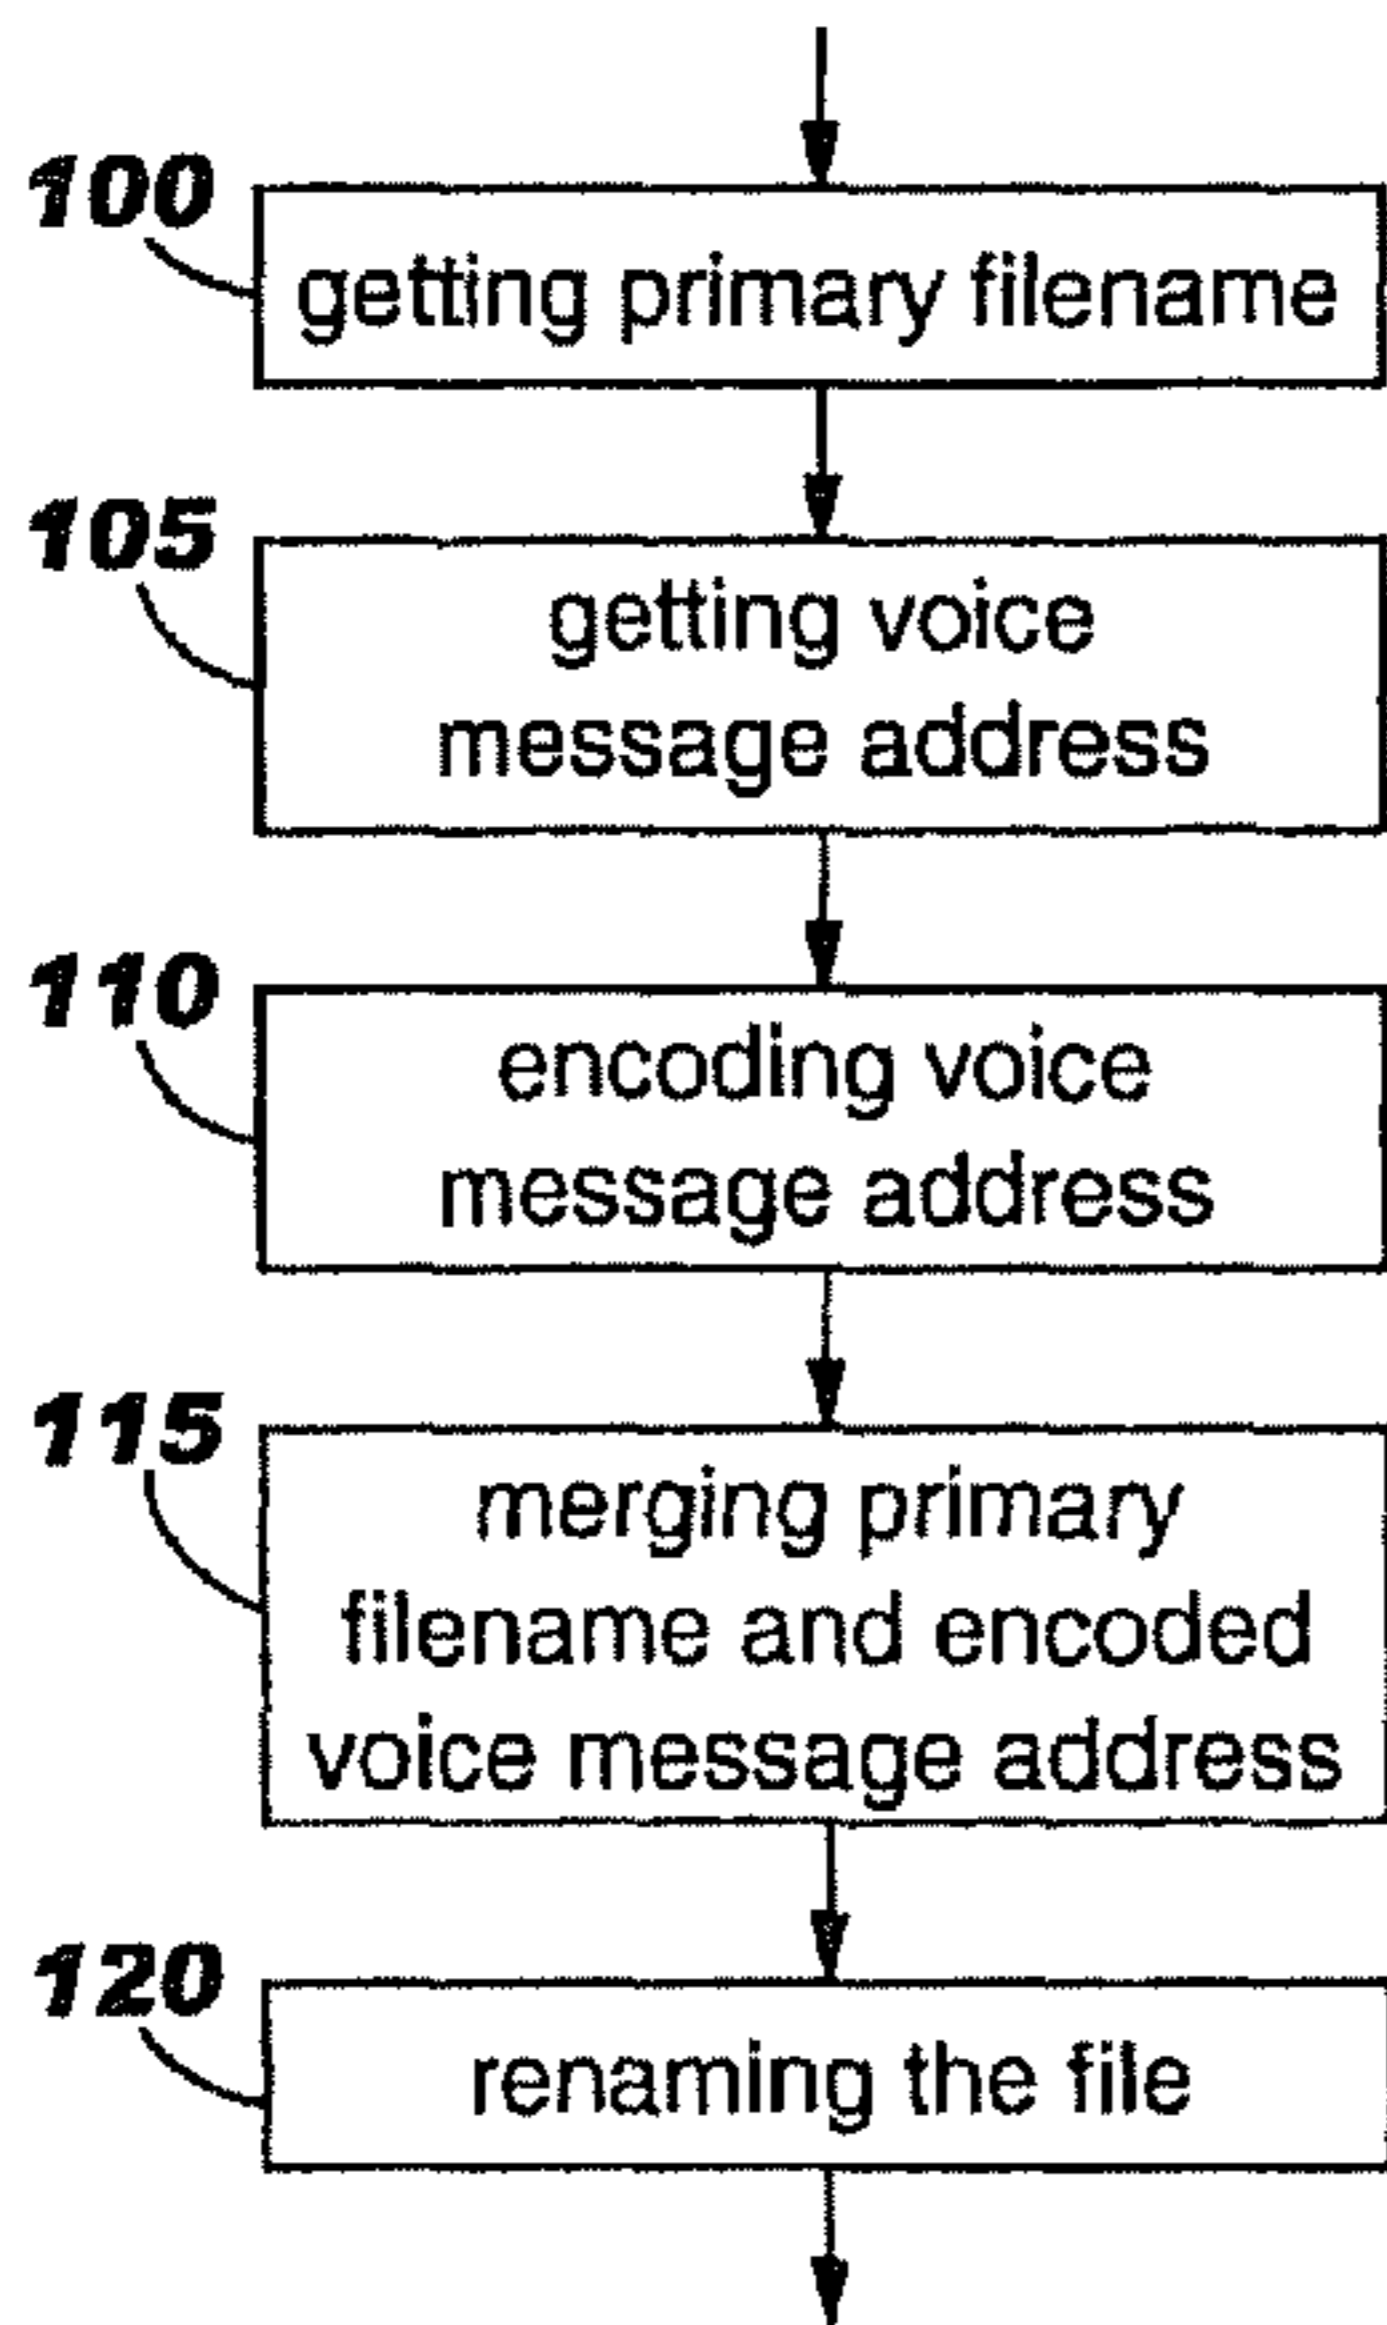 100
getting primary filename
105
getting voice
message address
110
encoding voice
message address
115
merging primary
filename and encoded
voice message address
120
renaming the file